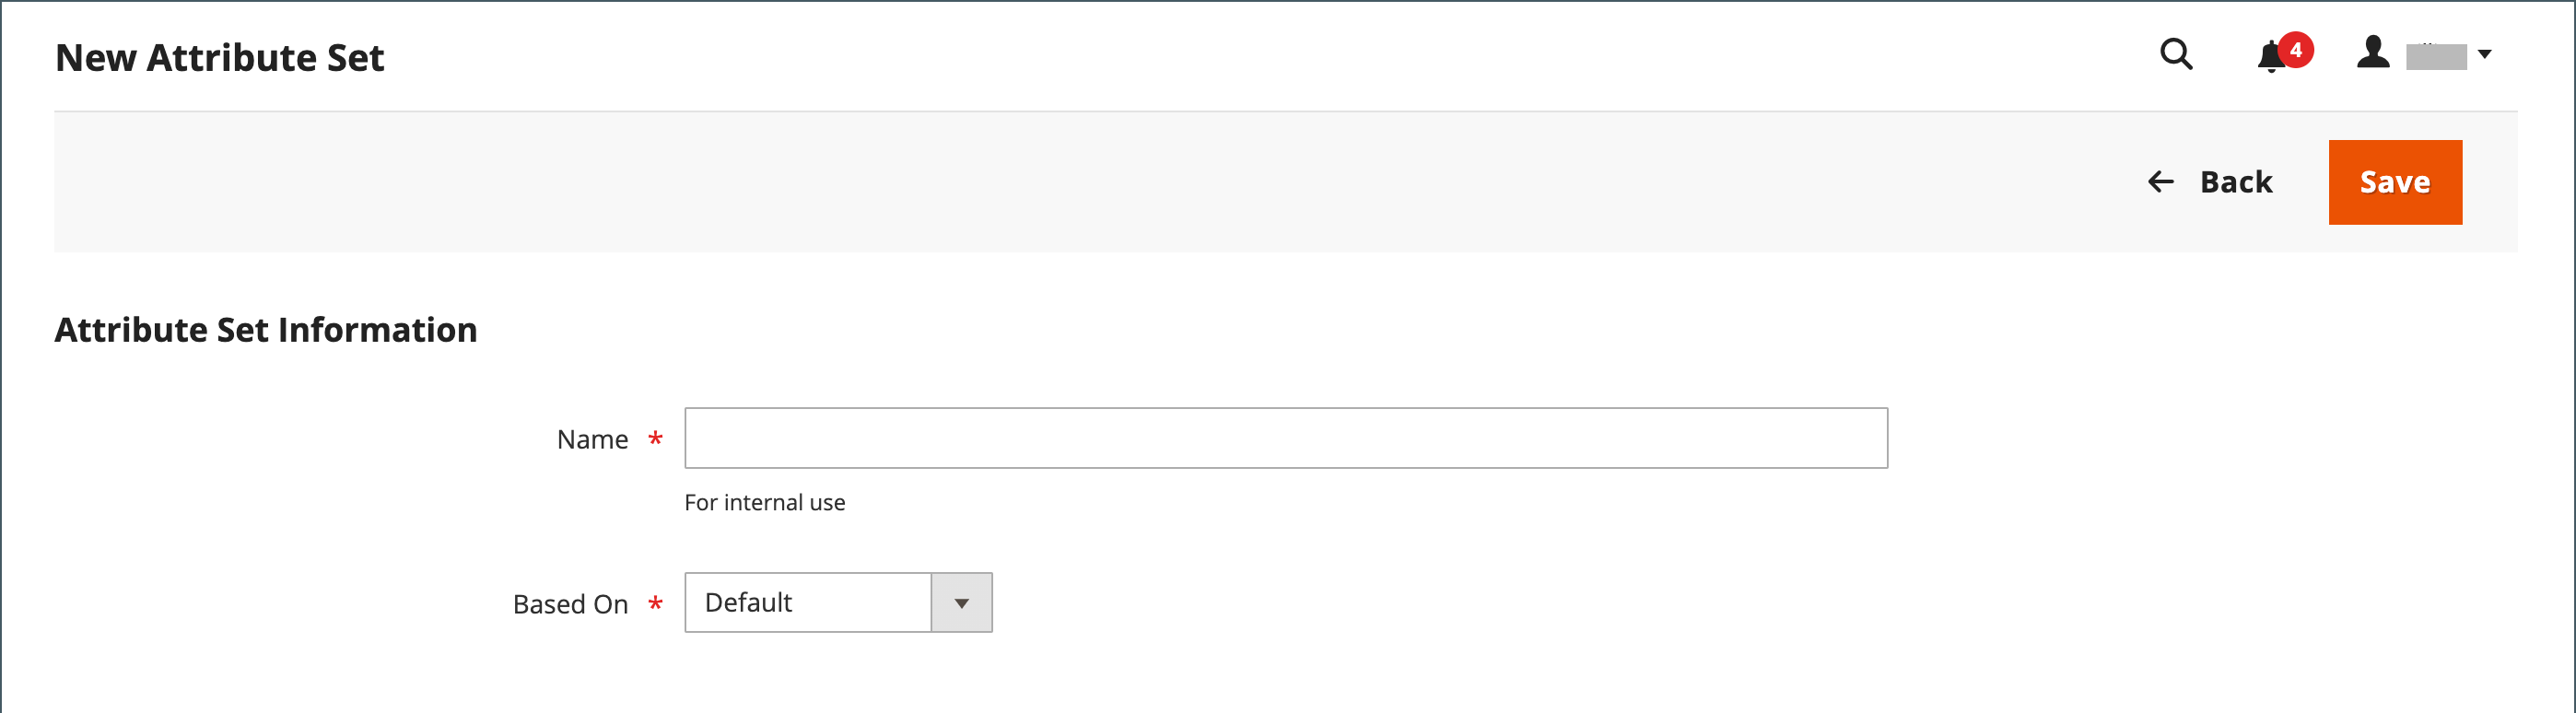 New Attribute Set
4
Back
Save
Attribute Set Information
Name *
For internal use
Based On *
Default